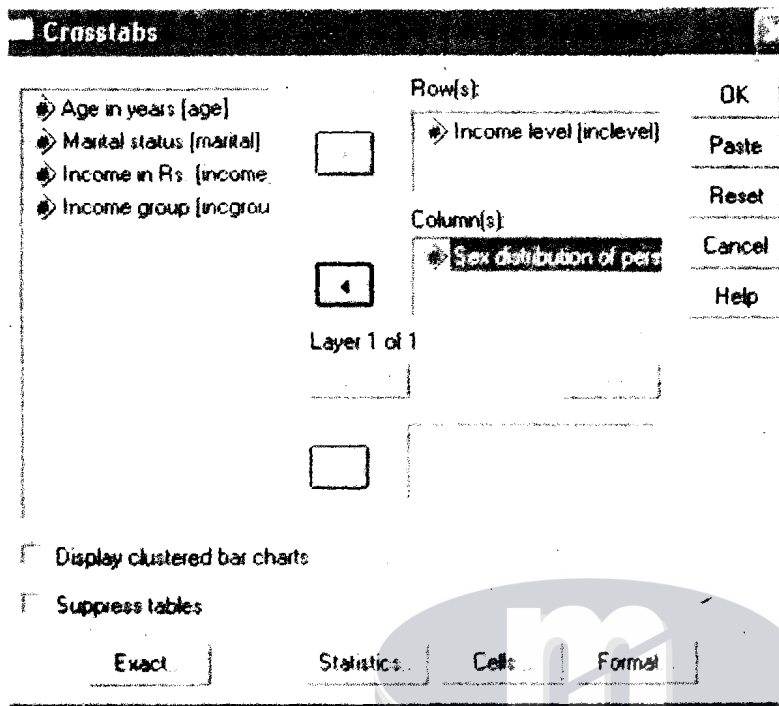 Crosstabs
Age in years [age]
Marital status [marital]
Income in Rs. [income
Income group [incgrou
Row(s):
Income level [inclevel]
Column(s):
Sex distribution of pers
Layer 1 of 1
OK
Paste
Reset
Cancel
Help
Display clustered bar charts
Suppress tables
Exact...
Statistics...
Cells...
Format...
m